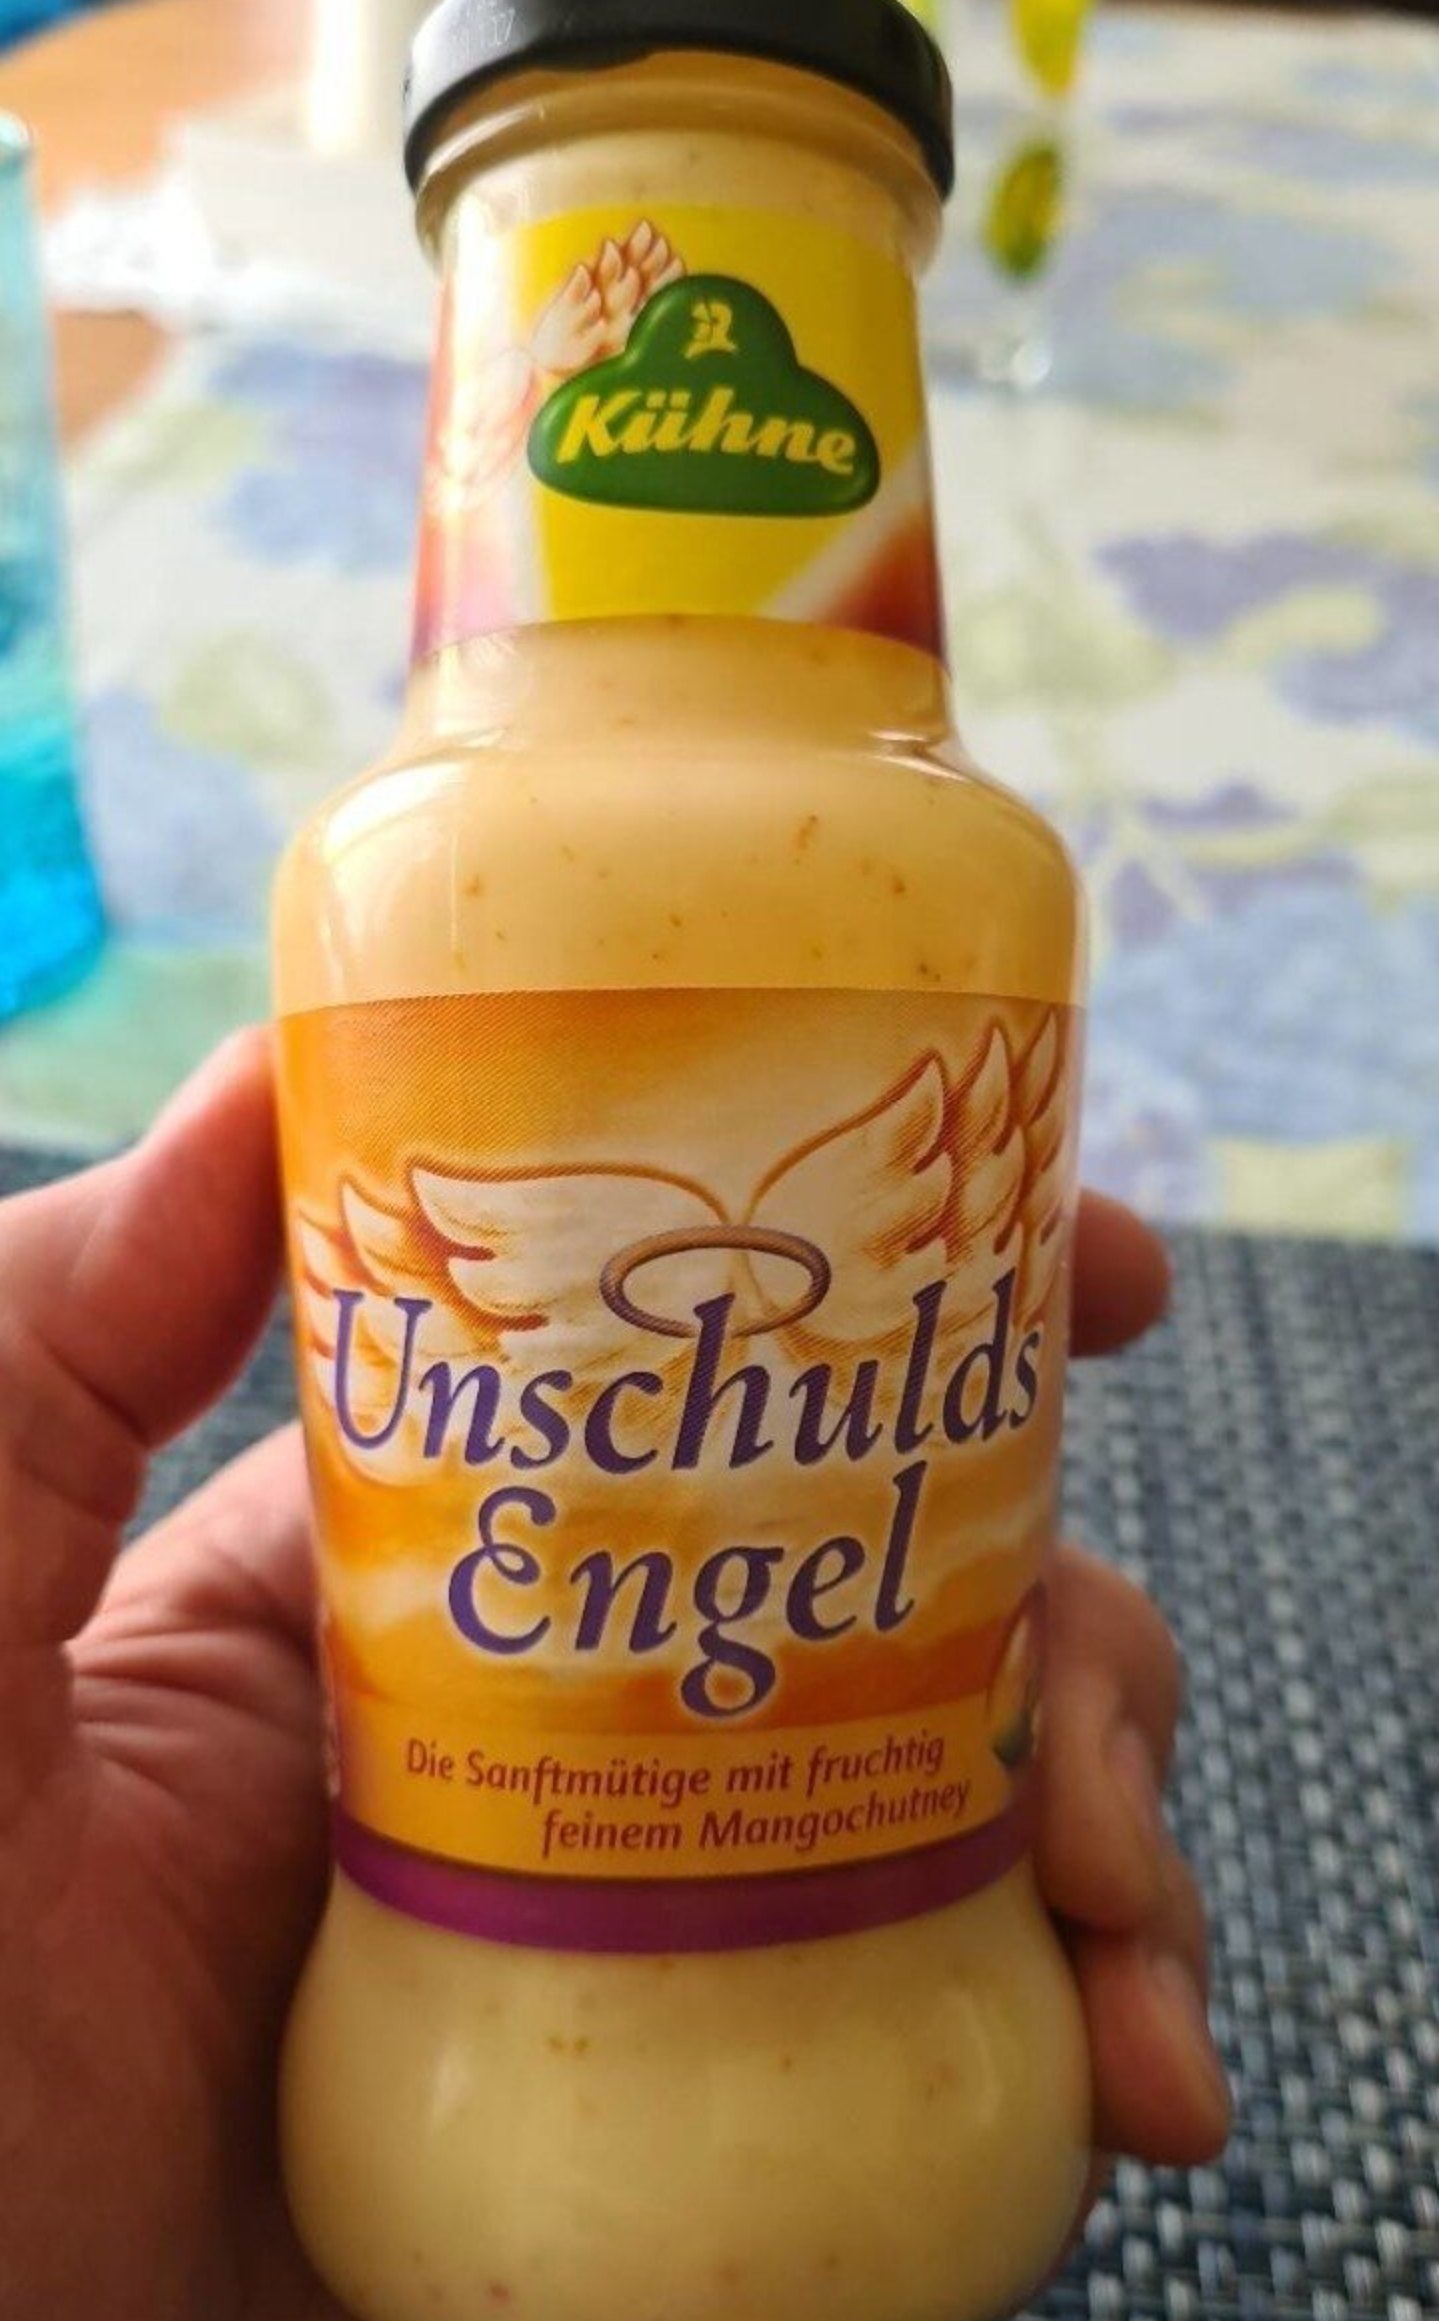 Kühne
Unschulds
Engel
Die Sanftmütige mit fruchtig
feinem Mangochutney